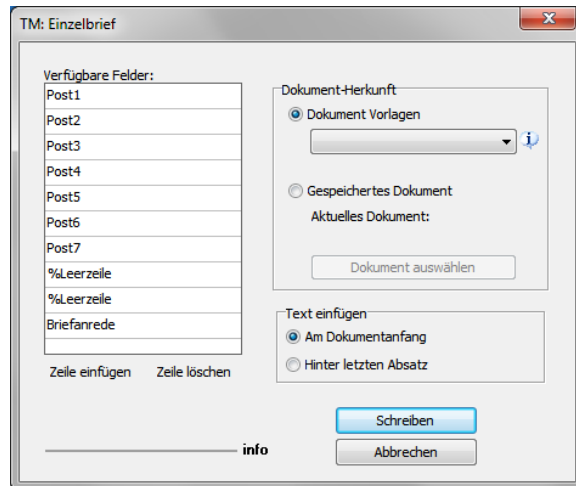 TM: Einzelbrief
Verfügbare Felder:
Post1
Post2
Post3
Post4
Post5
Post6
Post7
%Leerzeile
%Leerzeile
Briefanrede
Zeile einfügen Zeile löschen
info
Dokument-Herkunft
Dokument Vorlagen
Gespeichertes Dokument
Aktuelles Dokument:
Dokument auswählen
Text einfügen
Am Dokumentanfang
Hinter letzten Absatz
Schreiben
Abbrechen